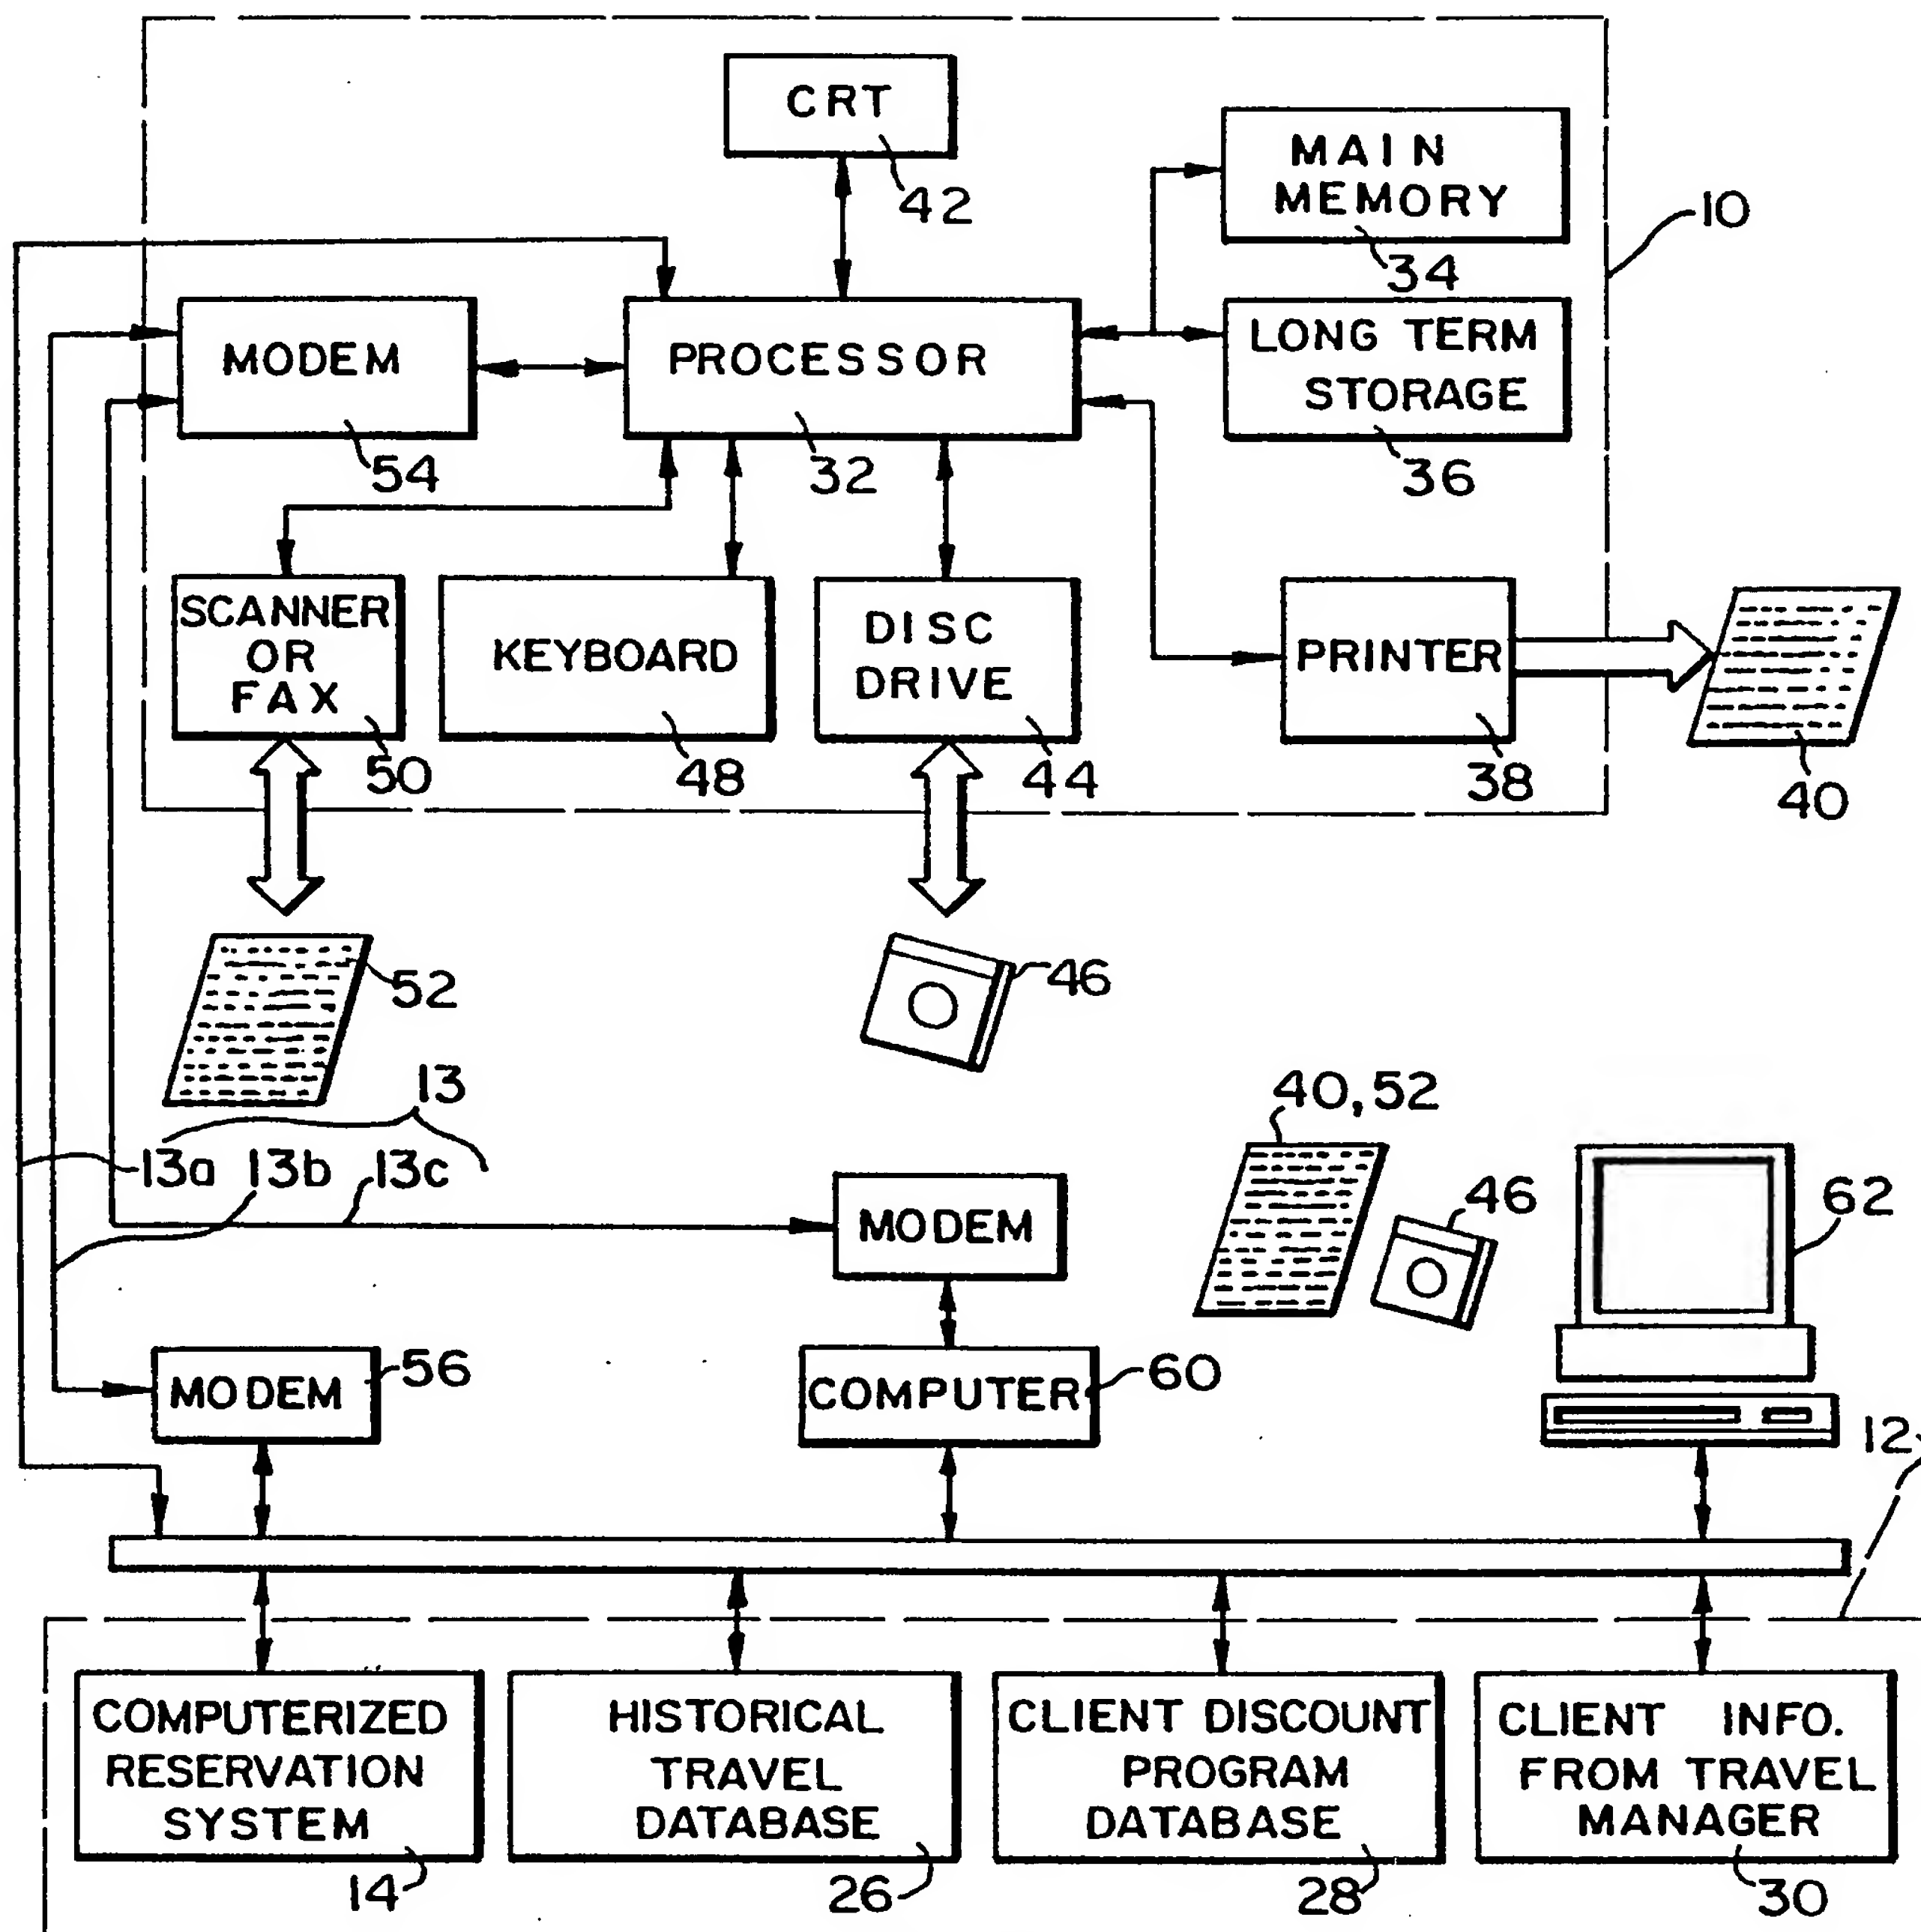 CRT
42
MAIN
MEMORY
34
10
MODEM
54
PROCESSOR
32
LONG TERM
STORAGE
36
SCANNER
OR
FAX
50
KEYBOARD
48
DISC
DRIVE
44
PRINTER
38
40
52
46
13
13a
13b
13c
MODEM
40,52
46
62
MODEM
56
COMPUTER
60
12
COMPUTERIZED
RESERVATION
SYSTEM
14
HISTORICAL
TRAVEL
DATABASE
26
CLIENT DISCOUNT
PROGRAM
DATABASE
28
CLIENT INFO.
FROM TRAVEL
MANAGER
30